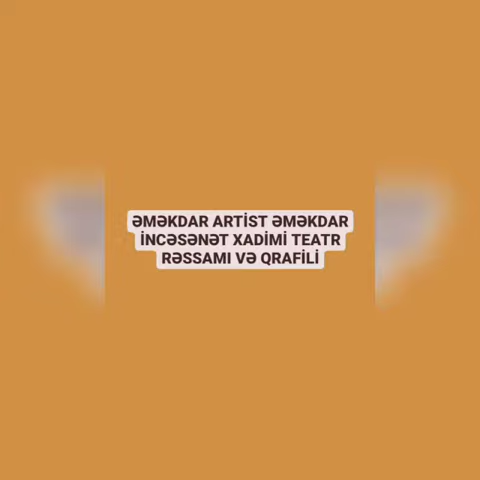 ƏMƏKDAR ARTİST ƏMƏKDAR
İNCƏSƏNƏT XADİMİ TEATR
RƏSSAMI VƏ QRAFİLİ